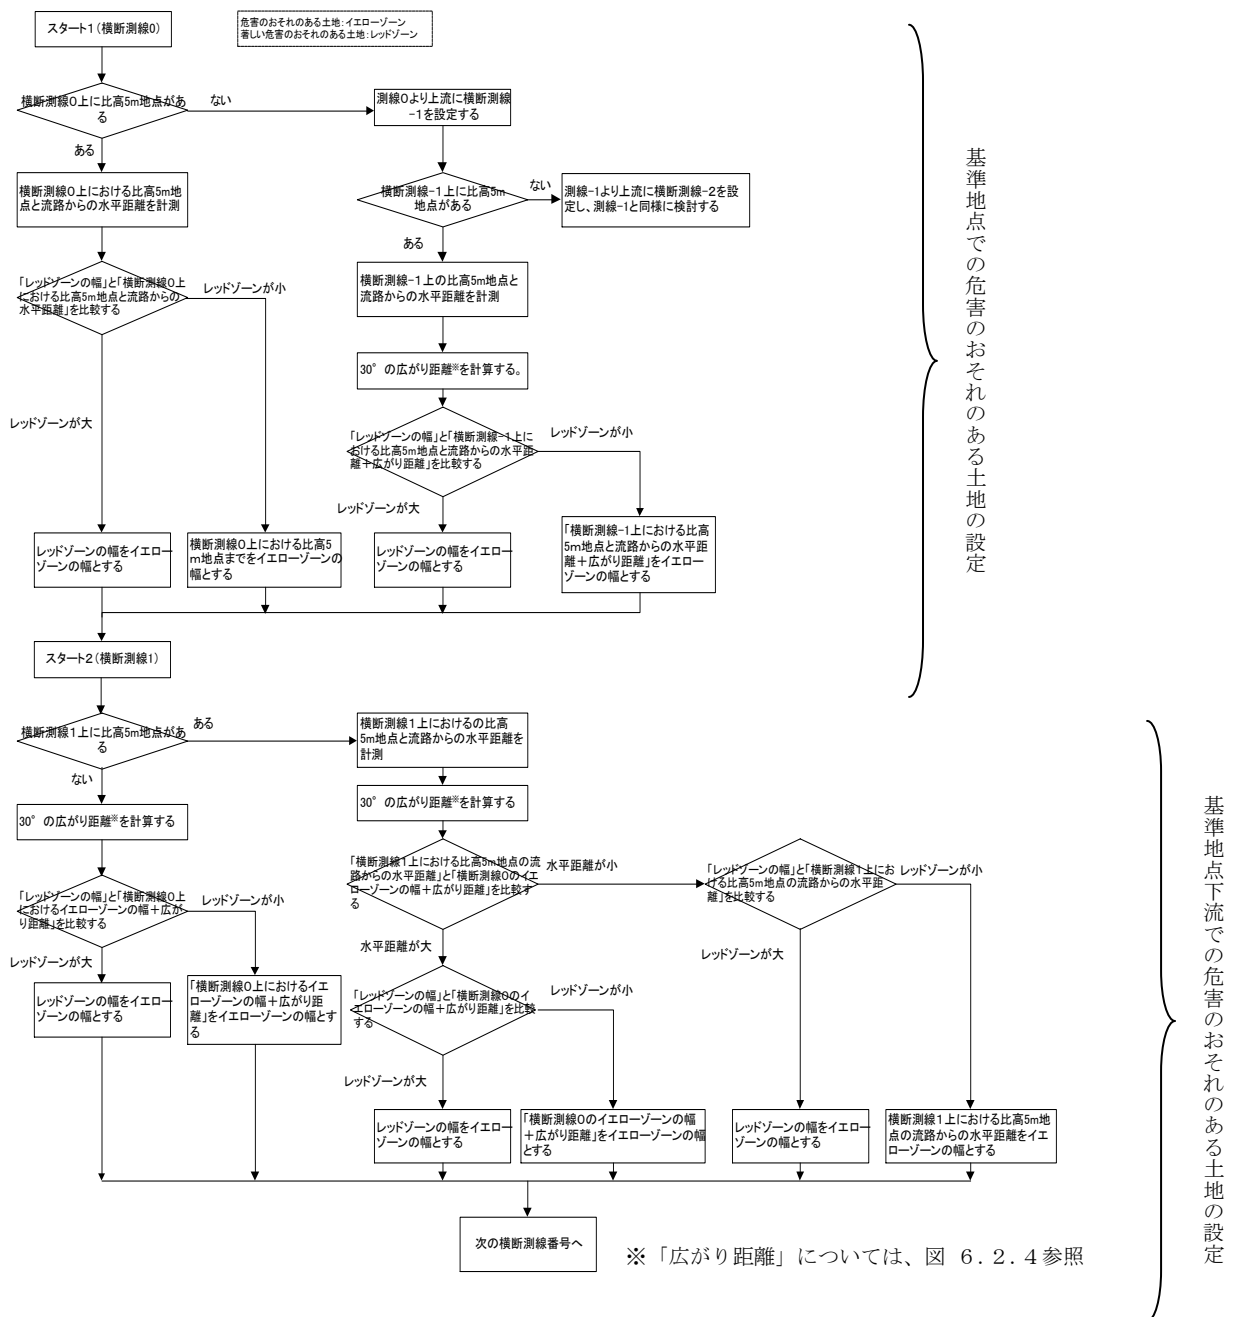 スタート1(横断測線0)
危害のおそれのある土地:イエローゾーン
著しい危害のおそれのある土地:レッドゾーン
横断測線0上に比高5m地点があ
る
ない
測線0より上流に横断測線
-1を設定する
ある
横断測線0上における比高5m地
点と流路からの水平距離を計測
横断測線-1上に比高5m
地点がある
ない
測線-1より上流に横断測線-2を設
定し、測線-1と同様に検討する
ある
「レッドゾーンの幅」と「横断測線0上
における比高5m地点と流路からの
水平距離」を比較する
レッドゾーンが小
横断測線-1上の比高5m地点と
流路からの水平距離を計測
30°の広がり距離※を計算する。
レッドゾーンが大
「レッドゾーンの幅」と「横断測線-1上に
おける比高5m地点と流路からの水平距
離+広がり距離」を比較する
レッドゾーンが小
レッドゾーンが大
レッドゾーンの幅をイエロー
ゾーンの幅とする
横断測線0上における比高5
m地点までをイエローゾーンの
幅とする
レッドゾーンの幅をイエロー
ゾーンの幅とする
「横断測線-1上における比高
5m地点と流路からの水平距
離+広がり距離」をイエロー
ゾーンの幅とする
基準地点での危害のおそれのある土地の設定
スタート2(横断測線1)
横断測線1上に比高5m地点があ
る
ある
横断測線1上におけるの比高
5m地点と流路からの水平距離を
計測
ない
30°の広がり距離※を計算する
30°の広がり距離※を計算する
「レッドゾーンの幅」と「横断測線0上
におけるイエローゾーンの幅+広が
り距離」を比較する
レッドゾーンが小
レッドゾーンが大
「横断測線1上における比高5m地点の流
路からの水平距離」と「横断測線0のイエ
ローゾーンの幅+広がり距離」を比較す
る
水平距離が小
「レッドゾーンの幅」と「横断測線1上にお
ける比高5m地点の流路からの水平距
離」を比較する
レッドゾーンが小
水平距離が大
レッドゾーンが大
レッドゾーンの幅をイエロー
ゾーンの幅とする
「横断測線0上におけるイエ
ローゾーンの幅+広がり距
離」をイエローゾーンの幅とす
る
「レッドゾーンの幅」と「横断測線0のイ
エローゾーンの幅+広がり距離」を比較
する
レッドゾーンが小
レッドゾーンが大
レッドゾーンの幅をイエロー
ゾーンの幅とする
「横断測線0のイエローゾーンの幅
+広がり距離」をイエローゾーンの幅
とする
レッドゾーンの幅をイエロー
ゾーンの幅とする
横断測線1上における比高5m地
点の流路からの水平距離をイエ
ローゾーンの幅とする
基準地点下流での危害のおそれのある土地の設定
次の横断測線番号へ
※「広がり距離」については、図 6.2.4参照